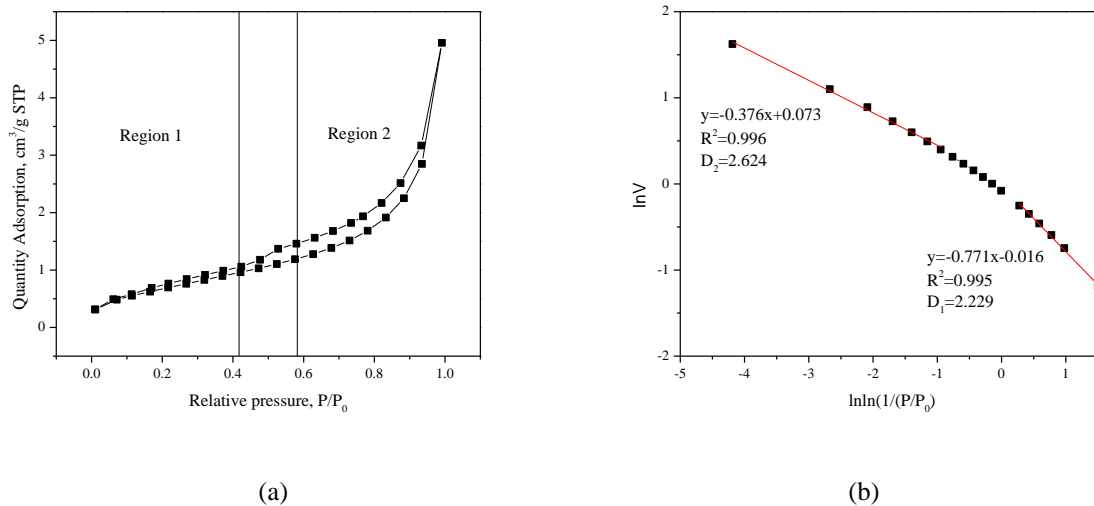 5
4
3
2
1
0
Quantity Adsorption, cm³/g STP
Region 1
Region 2
0.0 0.2 0.4 0.6 0.8 1.0
Relative pressure, P/P₀
(a)
2
1
0
-1
-2
lnV
y=-0.376x+0.073
R²=0.996
D₂=2.624
y=-0.771x-0.016
R²=0.995
D₁=2.229
-5 -4 -3 -2 -1 0 1
lnln(1/(P/P₀)
(b)